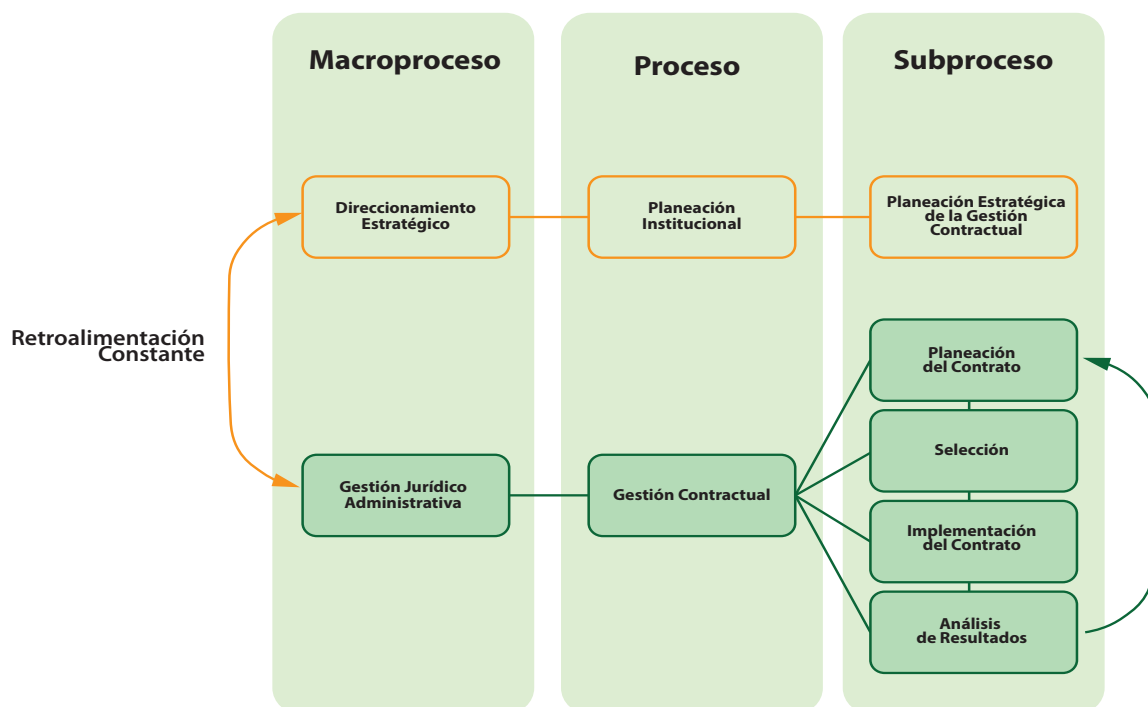 Macroproceso
Proceso
Subproceso
Direccionamiento
Estratégico
Planeación
Institucional
Planeación Estratégica
de la Gestión
Contractual
Retroalimentación
Constante
Planeación
del Contrato
Selección
Gestión Jurídico
Administrativa
Gestión Contractual
Implementación
del Contrato
Análisis
de Resultados